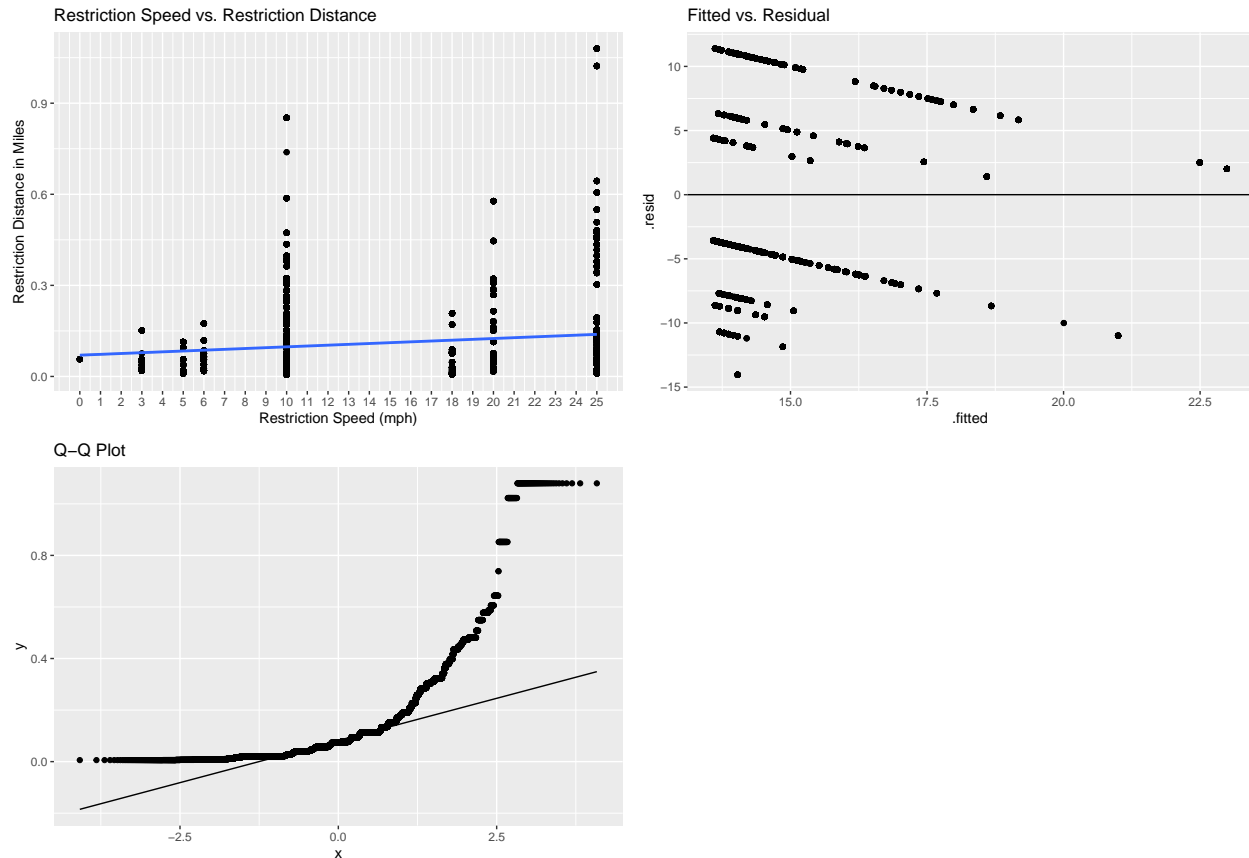 Restriction Speed vs. Restriction Distance
Restriction Distance in Miles
0.9
0.6
0.3
0.0
0 1 2 3 4 5 6 7 8 9 10 11 12 13 14 15 16 17 18 19 20 21 22 23 24 25
Restriction Speed (mph)
Fitted vs. Residual
.resid
10
5
0
−5
−10
−15
15.0 17.5 20.0 22.5
.fitted
Q−Q Plot
y
0.8
0.4
0.0
−2.5 0.0 2.5
x